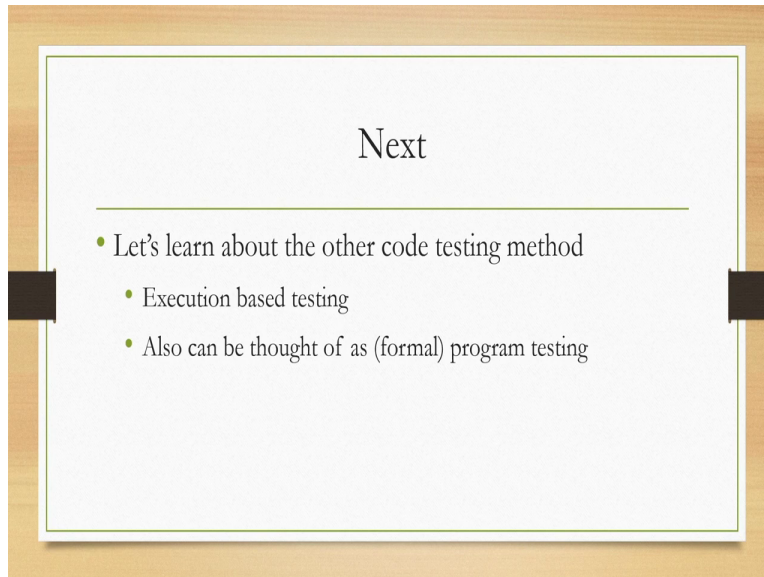 Next
Let’s learn about the other code testing method
Execution based testing
Also can be thought of as (formal) program testing